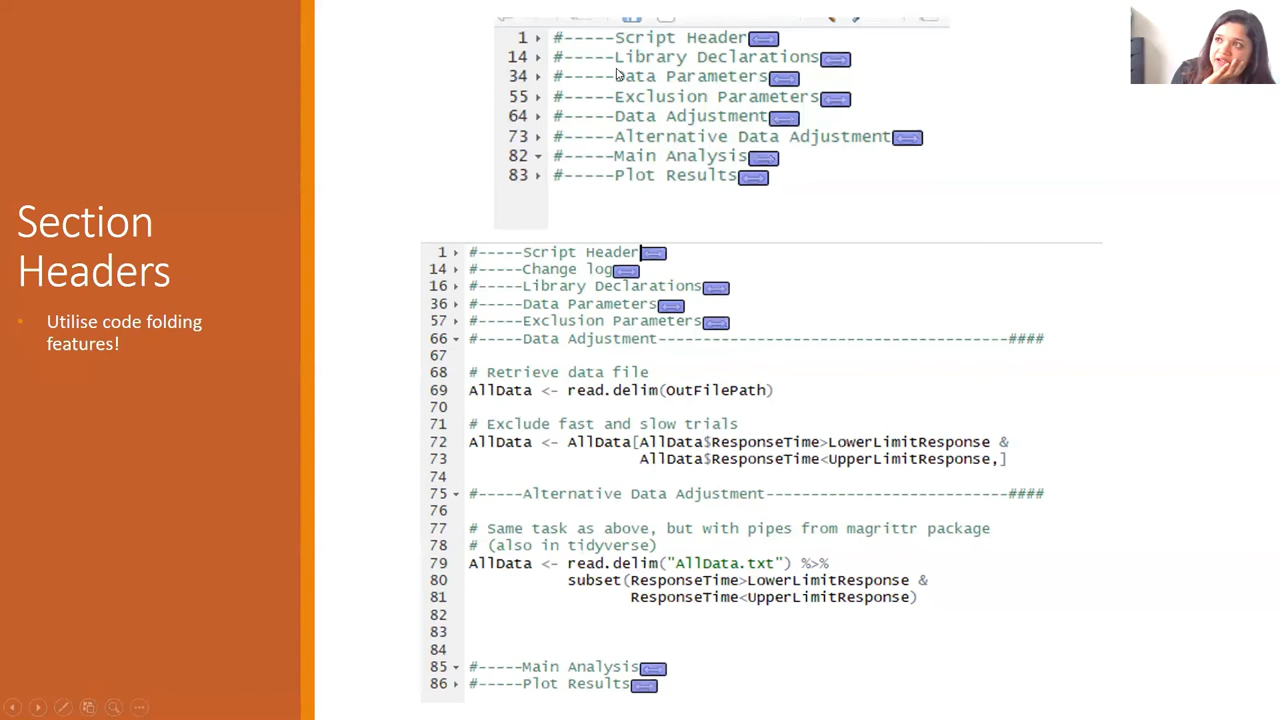 Section
Headers
• Utilise code folding
features!
1 #-----Script Header
14 #-----Library Declarations
34 #-----Data Parameters
55 #-----Exclusion Parameters
64 #-----Data Adjustment
73 #-----Alternative Data Adjustment
82 #-----Main Analysis
83 #-----Plot Results
1 #-----Script Header
14 #-----Change log
16 #-----Library Declarations
36 #-----Data Parameters
57 #-----Exclusion Parameters
66 #-----Data Adjustment---------------------------------------####
67
68 # Retrieve data file
69 AllData <- read.delim(OutFilePath)
70
71 # Exclude fast and slow trials
72 AllData <- AllData[AllData$ResponseTime>LowerLimitResponse &
73 AllData$ResponseTime<UpperLimitResponse,]
74
75 #-----Alternative Data Adjustment---------------------------####
76
77 # Same task as above, but with pipes from magrittr package
78 # (also in tidyverse)
79 AllData <- read.delim("AllData.txt") %>%
80 subset(ResponseTime>LowerLimitResponse &
81 ResponseTime<UpperLimitResponse)
82
83
84
85 #-----Main Analysis
86 #-----Plot Results